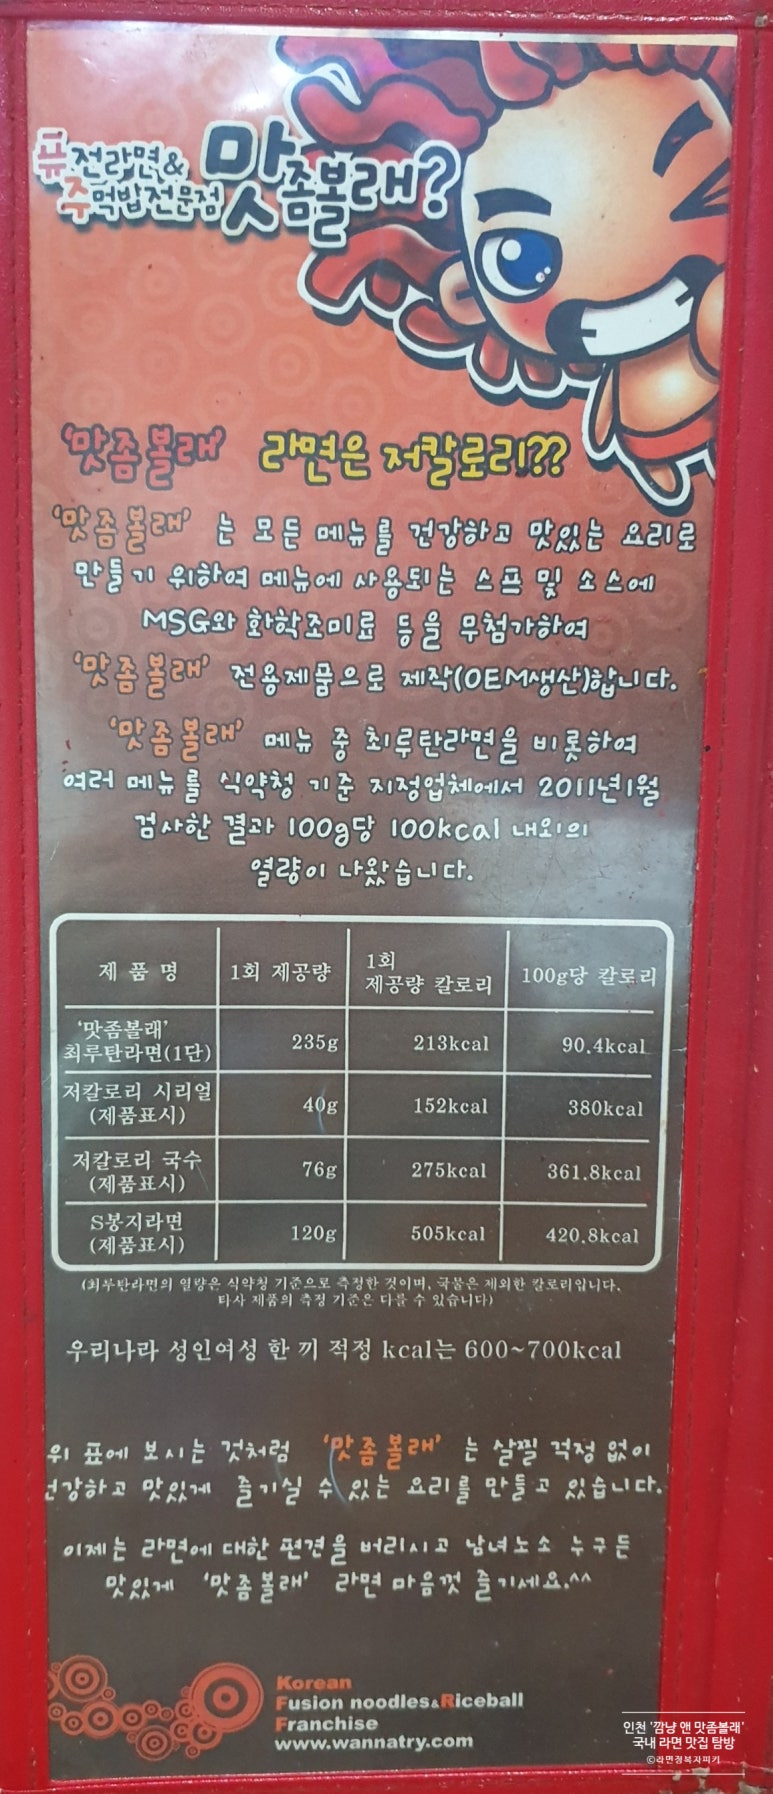 퓨전라면&
주먹밥전문점
맛좀볼래?
'맛좀볼래' 라면은 저칼로리??
'맛좀볼래' 는 모든 메뉴를 건강하고 맛있는 요리로
만들기 위하여 메뉴에 사용되는 스프 및 소스에
MSG와 화학조미료 등을 무첨가하여
'맛좀볼래' 전용제품으로 제작(OEM생산)합니다.
'맛좀볼래' 메뉴 중 최루탄라면을 비롯하여
여러 메뉴를 식약청 기준 지정업체에서 2011년1월
검사한 결과 100g당 100kcal 내외의
열량이 나왔습니다.
제 품 명 1회 제공량 1회 제공량 칼로리 100g당 칼로리
'맛좀볼래'
최루탄라면(1단) 235g 213kcal 90.4kcal
저칼로리 시리얼
(제품표시) 40g 152kcal 380kcal
저칼로리 국수
(제품표시) 76g 275kcal 361.8kcal
S봉지라면
(제품표시) 120g 505kcal 420.8kcal
(최루탄라면의 열량은 식약청 기준으로 측정한 것이며, 국물은 제외한 칼로리입니다.
타사 제품의 측정 기준은 다를 수 있습니다)
우리나라 성인여성 한 끼 적정 kcal는 600~700kcal
위 표에 보시는 것처럼 '맛좀볼래' 는 살찔 걱정 없이
건강하고 맛있게 즐기실 수 있는 요리를 만들고 있습니다.
이제는 라면에 대한 편견을 버리시고 남녀노소 누구든
맛있게 '맛좀볼래' 라면 마음껏 즐기세요.^^
Korean
Fusion noodles&Riceball
Franchise
www.wannatry.com
인천 '깜냥 앤 맛좀볼래'
국내 라면 맛집 탐방
©라면정복자피키